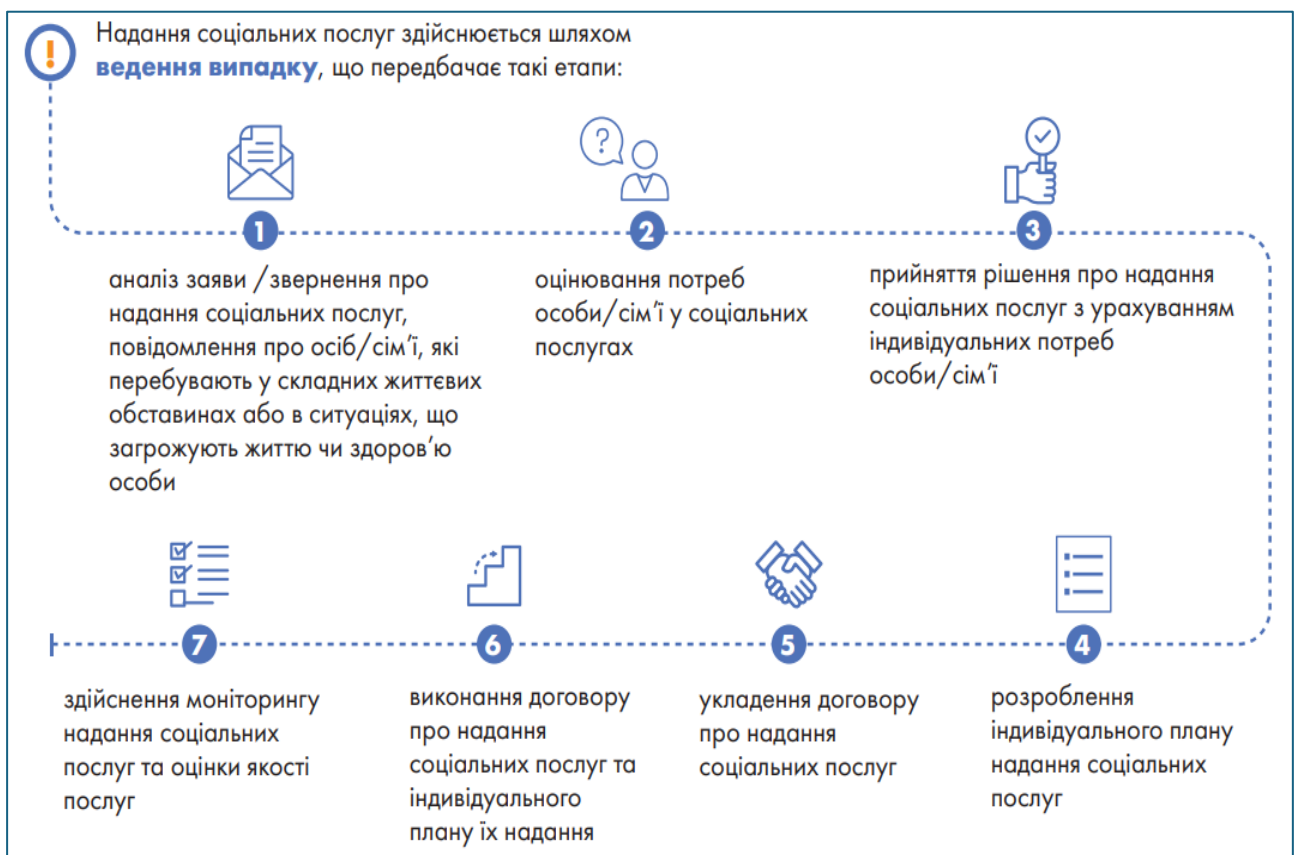 !
Надання соціальних послуг здійснюється шляхом
ведення випадку, що передбачає такі етапи:
?
1
аналіз заяви /звернення про
надання соціальних послуг,
повідомлення про осіб/сім’ї, які
перебувають у складних життєвих
обставинах або в ситуаціях, що
загрожують життю чи здоров’ю
особи
2
оцінювання потреб
особи/сім’ї у соціальних
послугах
3
прийняття рішення про надання
соціальних послуг з урахуванням
індивідуальних потреб
особи/сім’ї
4
розроблення
індивідуального плану
надання соціальних
послуг
5
укладення договору
про надання
соціальних послуг
6
виконання договору
про надання
соціальних послуг та
індивідуального
плану їх надання
7
здійснення моніторингу
надання соціальних
послуг та оцінки якості
послуг